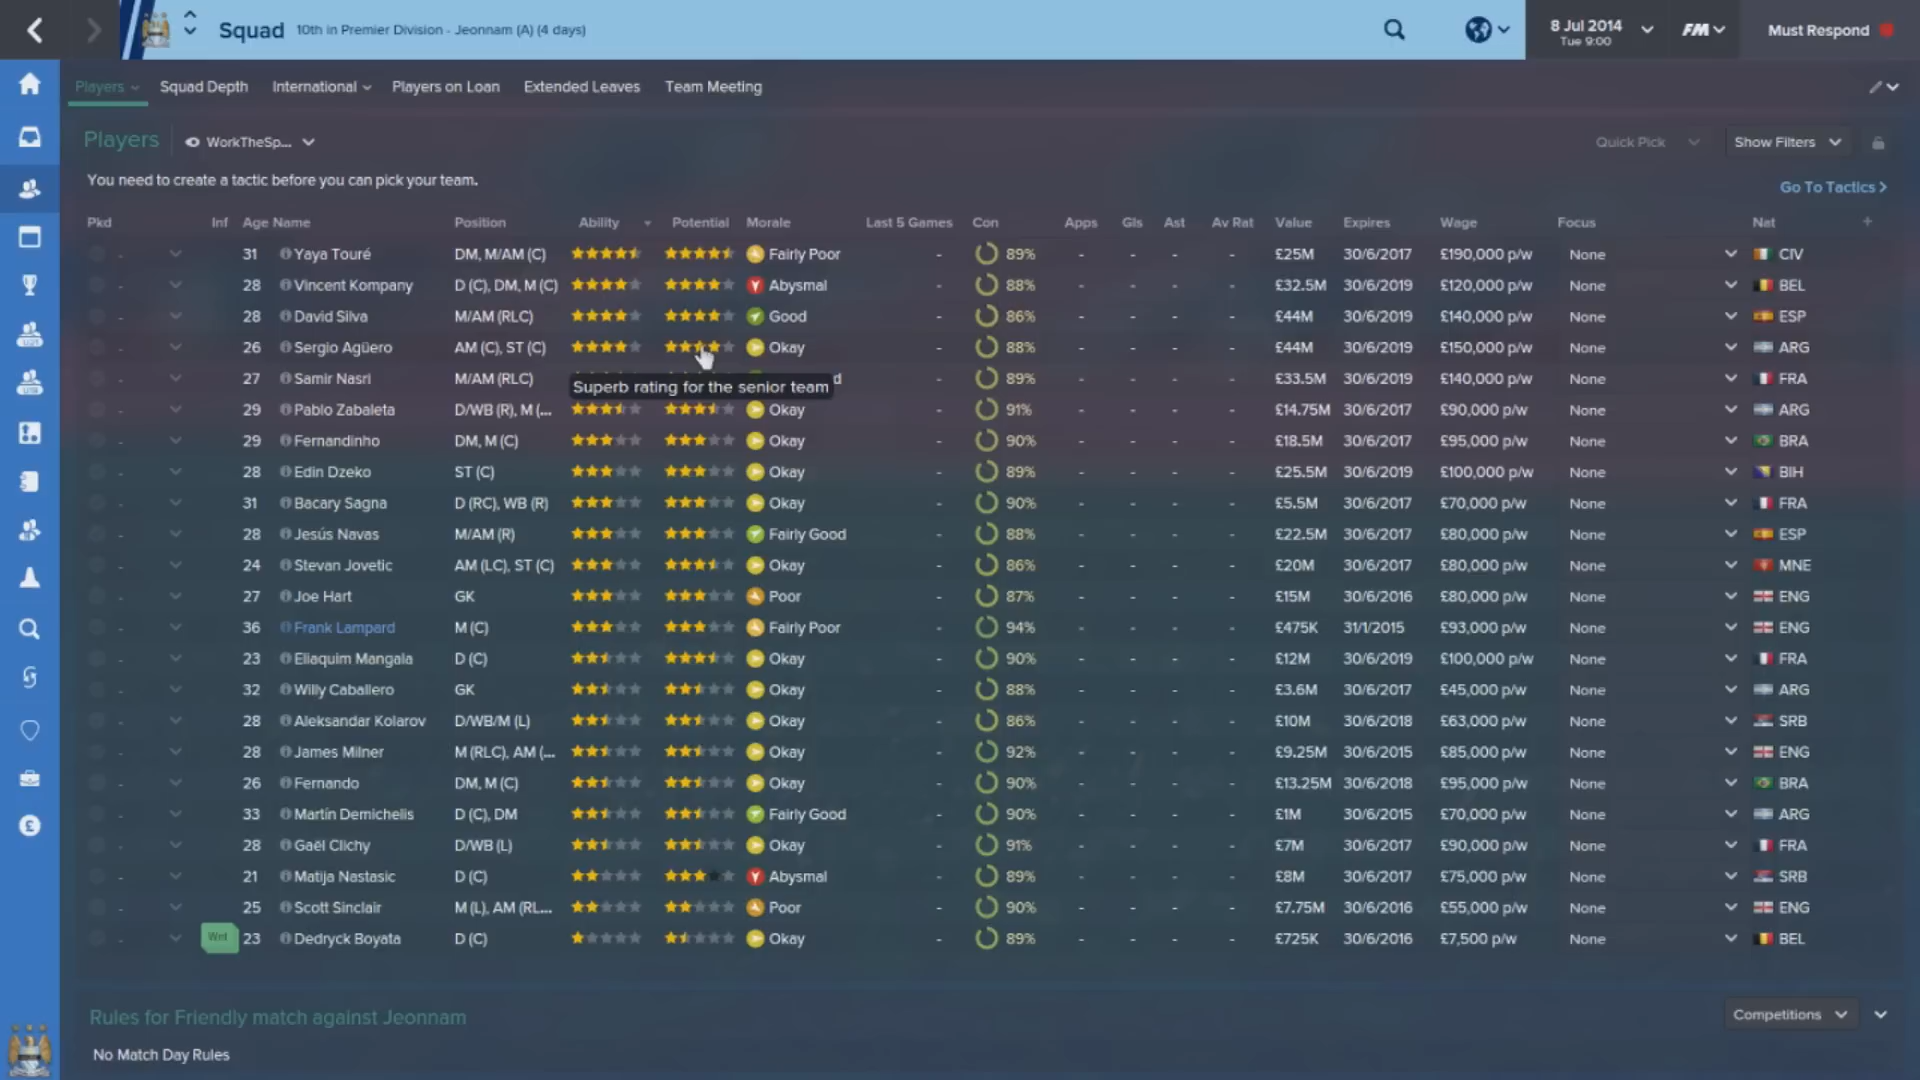 Squad 10th in Premier Division - Jeonnam (A) (4 days) 8 Jul 2014 FM Must Respond
Tue 9:00
Players Squad Depth International Players on Loan Extended Leaves Team Meeting
Players WorkTheSp... Quick Pick Show Filters
You need to create a tactic before you can pick your team. Go To Tactics
Pkd Inf Age Name Position Ability Potential Morale Last 5 Games Con Apps Gls Ast Av Rat Value Expires Wage Focus Nat +
- 31 Yaya Touré DM, M/AM (C) Fairly Poor - 89% - - - - £25M 30/6/2017 £190,000 p/w None CIV
- 28 Vincent Kompany D (C), DM, M (C) Abysmal - 88% - - - - £32.5M 30/6/2019 £120,000 p/w None BEL
- 28 David Silva M/AM (RLC) Good - 86% - - - - £44M 30/6/2019 £140,000 p/w None ESP
- 26 Sergio Agüero AM (C), ST (C) Okay - 88% - - - - £44M 30/6/2019 £150,000 p/w None ARG
- 27 Samir Nasri M/AM (RLC) d - 89% - - - - £33.5M 30/6/2019 £140,000 p/w None FRA
Superb rating for the senior team
- 29 Pablo Zabaleta D/WB (R), M (... Okay - 91% - - - - £14.75M 30/6/2017 £90,000 p/w None ARG
- 29 Fernandinho DM, M (C) Okay - 90% - - - - £18.5M 30/6/2017 £95,000 p/w None BRA
- 28 Edin Dzeko ST (C) Okay - 89% - - - - £25.5M 30/6/2019 £100,000 p/w None BIH
- 31 Bacary Sagna D (RC), WB (R) Okay - 90% - - - - £5.5M 30/6/2017 £70,000 p/w None FRA
- 28 Jesús Navas M/AM (R) Fairly Good - 88% - - - - £22.5M 30/6/2017 £80,000 p/w None ESP
- 24 Stevan Jovetic AM (LC), ST (C) Okay - 86% - - - - £20M 30/6/2017 £80,000 p/w None MNE
- 27 Joe Hart GK Poor - 87% - - - - £15M 30/6/2016 £80,000 p/w None ENG
- 36 Frank Lampard M (C) Fairly Poor - 94% - - - - £475K 31/1/2015 £93,000 p/w None ENG
- 23 Eliaquim Mangala D (C) Okay - 90% - - - - £12M 30/6/2019 £100,000 p/w None FRA
- 32 Willy Caballero GK Okay - 88% - - - - £3.6M 30/6/2017 £45,000 p/w None ARG
- 28 Aleksandar Kolarov D/WB/M (L) Okay - 86% - - - - £10M 30/6/2018 £63,000 p/w None SRB
- 28 James Milner M (RLC), AM (... Okay - 92% - - - - £9.25M 30/6/2015 £85,000 p/w None ENG
- 26 Fernando DM, M (C) Okay - 90% - - - - £13.25M 30/6/2018 £95,000 p/w None BRA
- 33 Martín Demichelis D (C), DM Fairly Good - 90% - - - - £1M 30/6/2015 £70,000 p/w None ARG
- 28 Gaël Clichy D/WB (L) Okay - 91% - - - - £7M 30/6/2017 £90,000 p/w None FRA
- 21 Matija Nastasic D (C) Abysmal - 89% - - - - £8M 30/6/2017 £75,000 p/w None SRB
- 25 Scott Sinclair M (L), AM (RL... Poor - 90% - - - - £7.75M 30/6/2016 £55,000 p/w None ENG
- Wnt 23 Dedryck Boyata D (C) Okay - 89% - - - - £725K 30/6/2016 £7,500 p/w None BEL
Rules for Friendly match against Jeonnam Competitions
No Match Day Rules